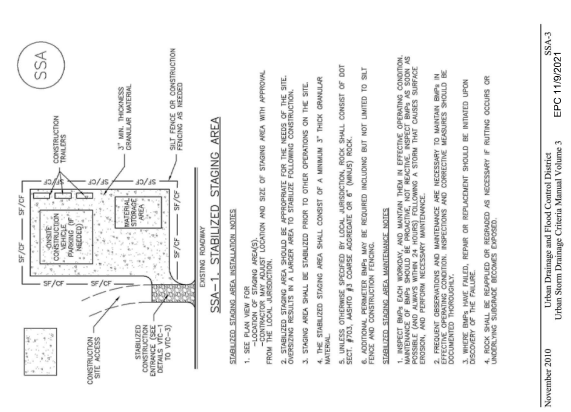 SSA
CONSTRUCTION
SITE ACCESS
STABILIZED
CONSTRUCTION
ENTRANCE (SEE
DETAILS VTC-1
TO VTC-3)
SF/CF
SF/CF
SF/CF
SF/CF
SF/CF
SF/CF
SF/CF
ONSITE
CONSTRUCTION
VEHICLE
PARKING (IF
NEEDED)
MATERIAL
STORAGE
AREA
CONSTRUCTION
TRAILERS
3" MIN. THICKNESS
GRANULAR MATERIAL
SILT FENCE OR CONSTRUCTION
FENCING AS NEEDED
EXISTING ROADWAY
SSA-1. STABILIZED STAGING AREA
STABILIZED STAGING AREA INSTALLATION NOTES
1. SEE PLAN VIEW FOR
-LOCATION OF STAGING AREA(S).
-CONTRACTOR MAY ADJUST LOCATION AND SIZE OF STAGING AREA WITH APPROVAL
FROM THE LOCAL JURISDICTION.
2. STABILIZED STAGING AREA SHOULD BE APPROPRIATE FOR THE NEEDS OF THE SITE.
OVERSIZING RESULTS IN A LARGER AREA TO STABILIZE FOLLOWING CONSTRUCTION.
3. STAGING AREA SHALL BE STABILIZED PRIOR TO OTHER OPERATIONS ON THE SITE.
4. THE STABILIZED STAGING AREA SHALL CONSIST OF A MINIMUM 3" THICK GRANULAR
MATERIAL.
5. UNLESS OTHERWISE SPECIFIED BY LOCAL JURISDICTION, ROCK SHALL CONSIST OF DOT
SECT. #703, AASHTO #3 COARSE AGGREGATE OR 6" (MINUS) ROCK.
6. ADDITIONAL PERIMETER BMPs MAY BE REQUIRED INCLUDING BUT NOT LIMITED TO SILT
FENCE AND CONSTRUCTION FENCING.
STABILIZED STAGING AREA MAINTENANCE NOTES
1. INSPECT BMPs EACH WORKDAY, AND MAINTAIN THEM IN EFFECTIVE OPERATING CONDITION.
MAINTENANCE OF BMPs SHOULD BE PROACTIVE, NOT REACTIVE. INSPECT BMPs AS SOON AS
POSSIBLE (AND ALWAYS WITHIN 24 HOURS) FOLLOWING A STORM THAT CAUSES SURFACE
EROSION, AND PERFORM NECESSARY MAINTENANCE.
2. FREQUENT OBSERVATIONS AND MAINTENANCE ARE NECESSARY TO MAINTAIN BMPs IN
EFFECTIVE OPERATING CONDITION. INSPECTIONS AND CORRECTIVE MEASURES SHOULD BE
DOCUMENTED THOROUGHLY.
3. WHERE BMPs HAVE FAILED, REPAIR OR REPLACEMENT SHOULD BE INITIATED UPON
DISCOVERY OF THE FAILURE.
4. ROCK SHALL BE REAPPLIED OR REGRADED AS NECESSARY IF RUTTING OCCURS OR
UNDERLYING SUBGRADE BECOMES EXPOSED.
November 2010 Urban Drainage and Flood Control District SSA-3
Urban Storm Drainage Criteria Manual Volume 3 EPC 11/9/2021